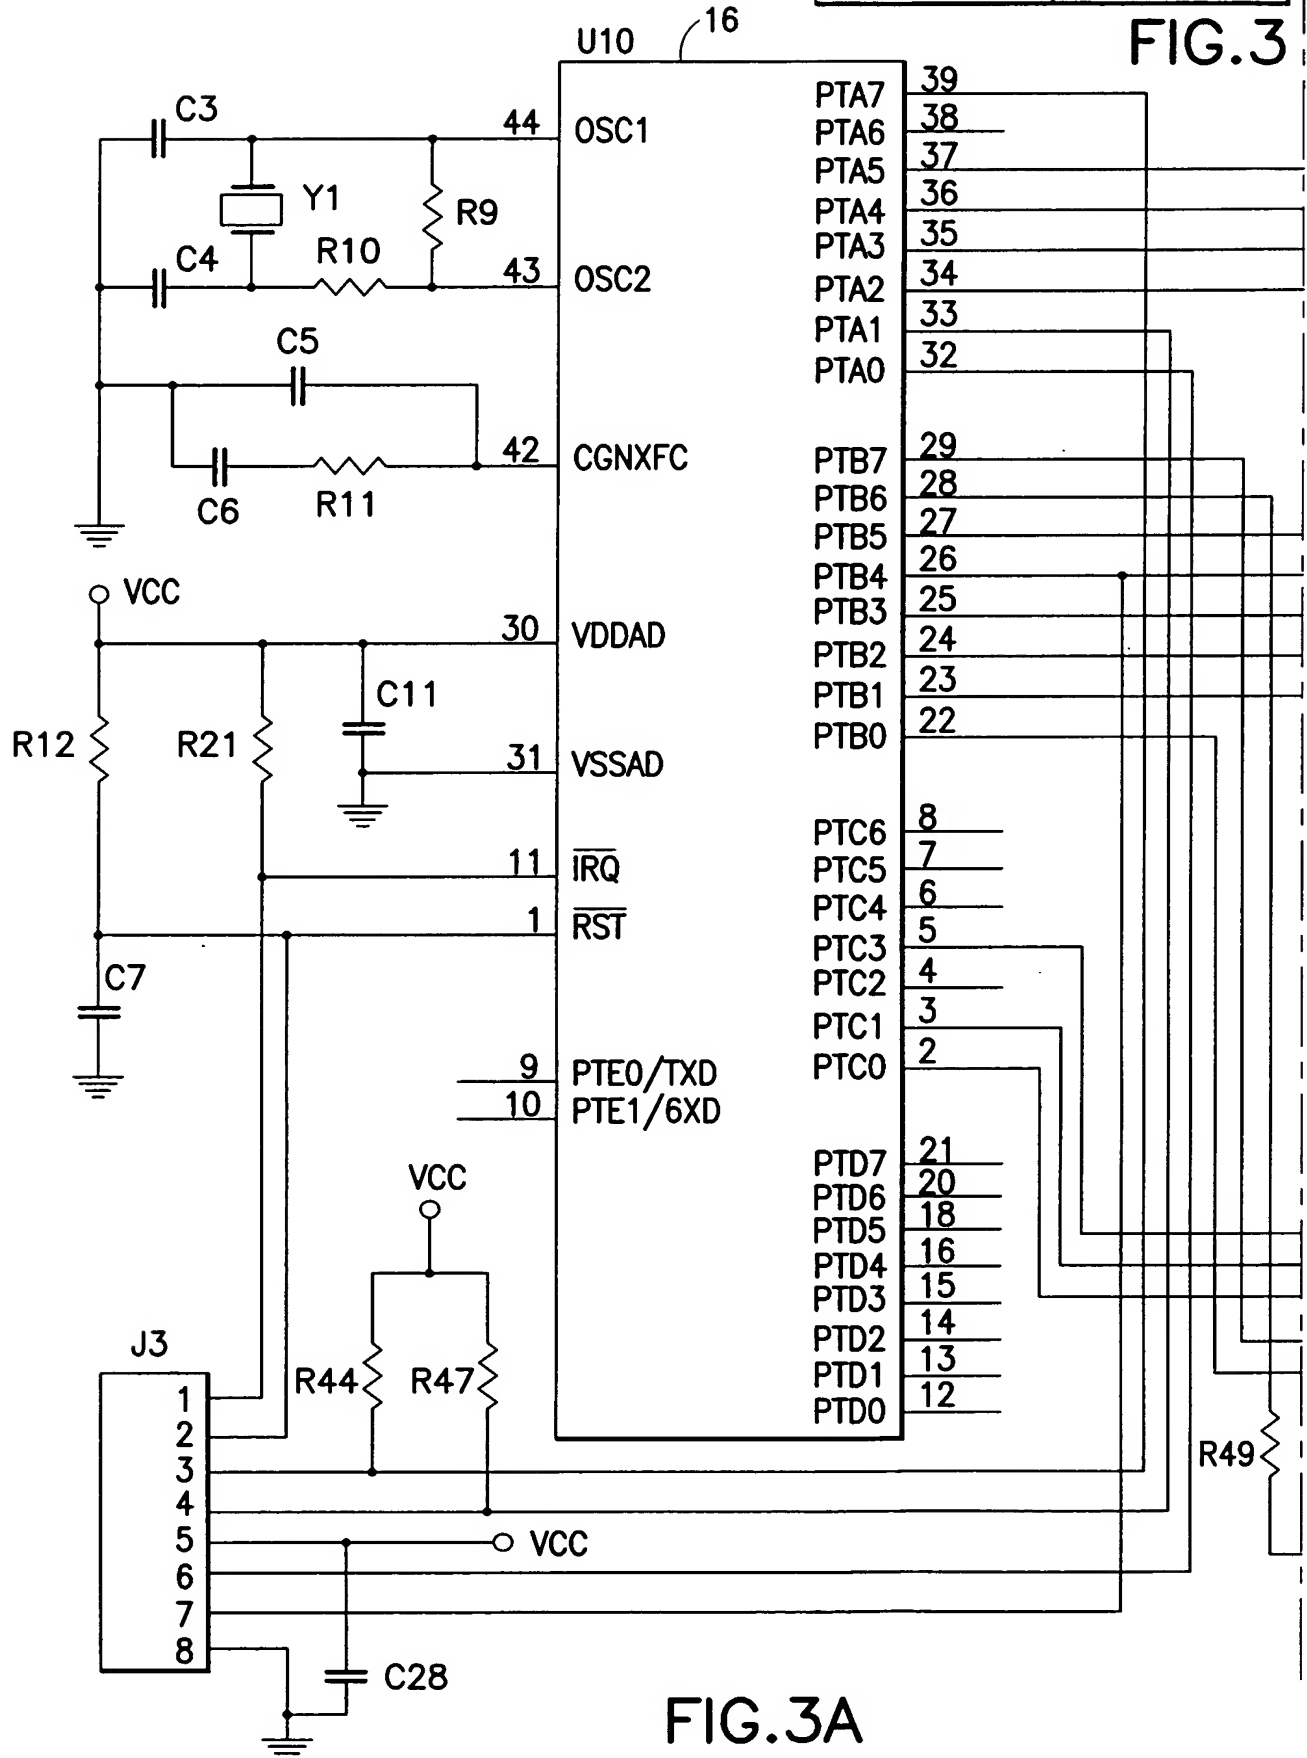 FIG.3
U10
16
C3
44
OSC1
Y1
R9
C4
R10
43
OSC2
C5
42
CGNXFC
C6
R11
VCC
30
VDDAD
R12
R21
C11
31
VSSAD
11
IRQ
1
RST
C7
9
PTE0/TXD
10
PTE1/6XD
VCC
R44
R47
PTA7
39
PTA6
38
PTA5
37
PTA4
36
PTA3
35
PTA2
34
PTA1
33
PTA0
32
PTB7
29
PTB6
28
PTB5
27
PTB4
26
PTB3
25
PTB2
24
PTB1
23
PTB0
22
PTC6
8
PTC5
7
PTC4
6
PTC3
5
PTC2
4
PTC1
3
PTC0
2
PTD7
21
PTD6
20
PTD5
18
PTD4
16
PTD3
15
PTD2
14
PTD1
13
PTD0
12
R49
J3
1
2
3
4
5
VCC
6
7
8
C28
FIG.3A